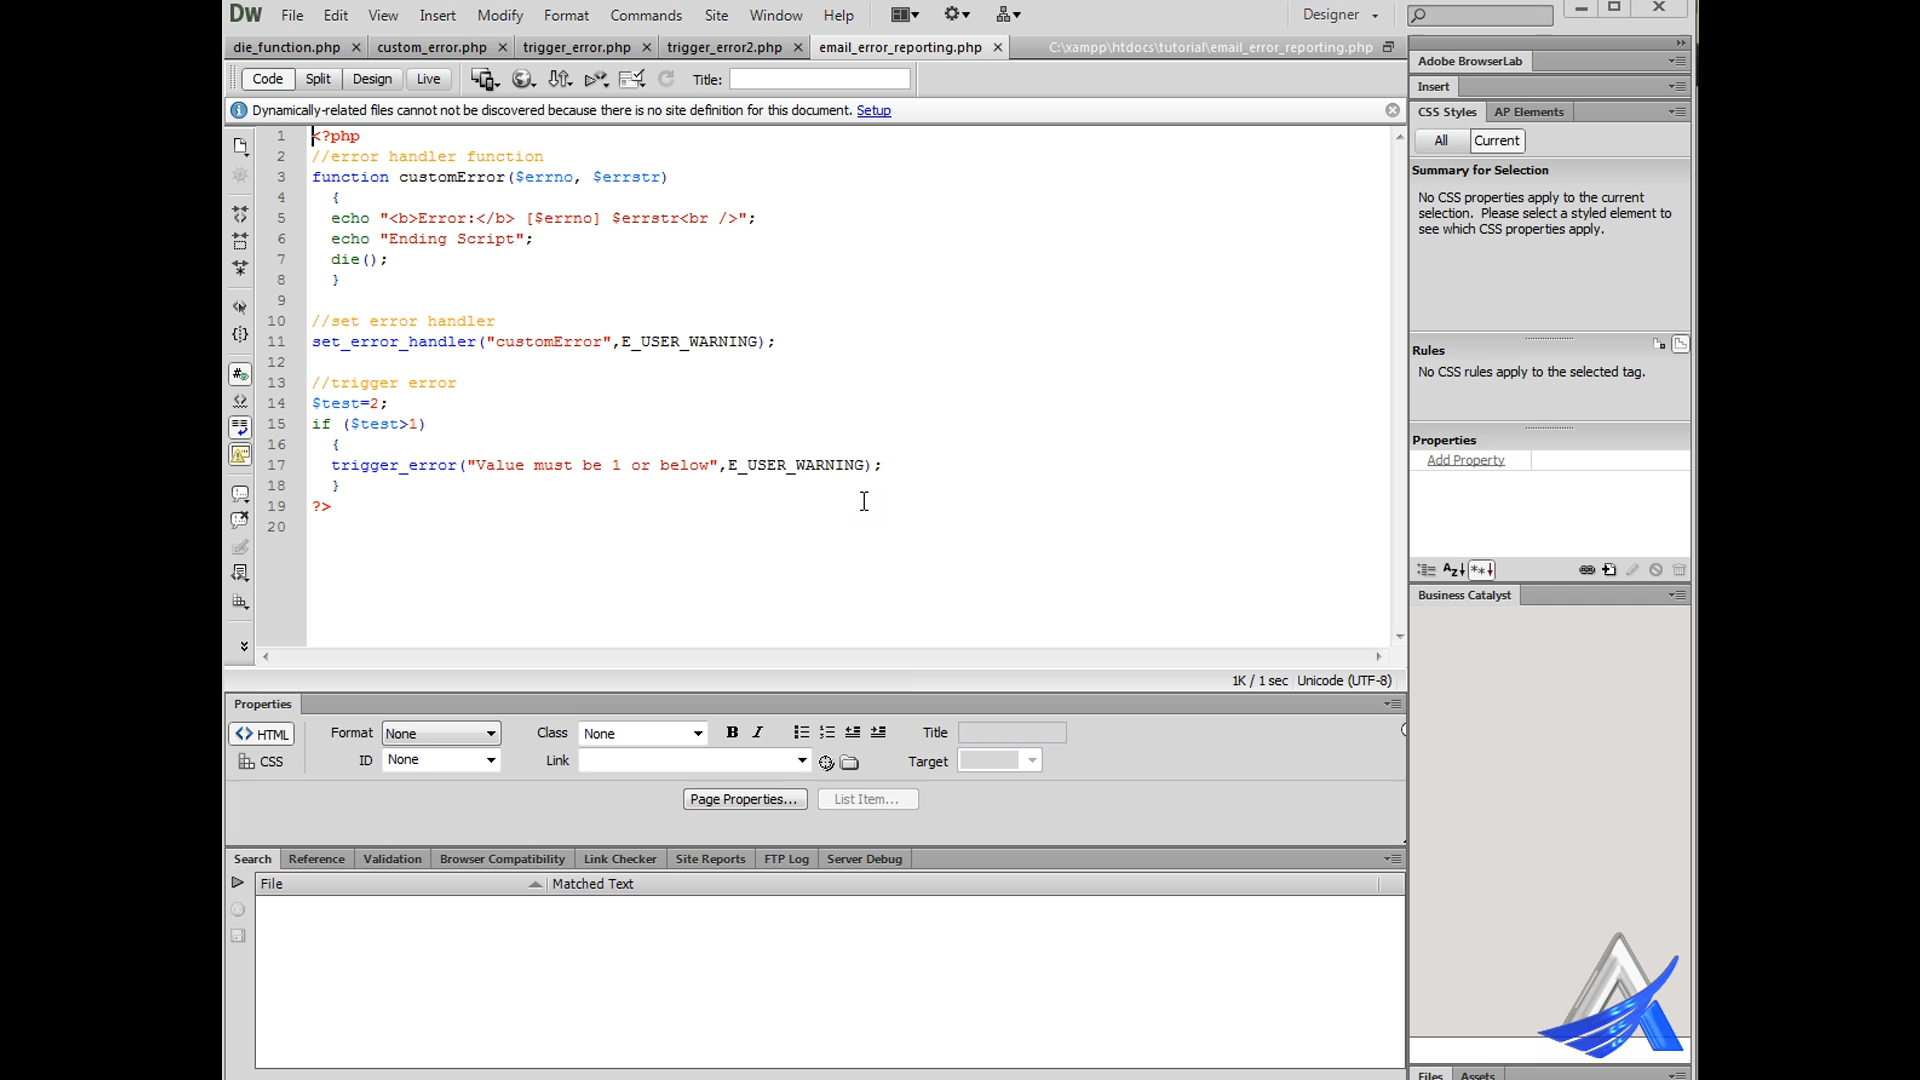 DW File Edit View Insert Modify Format Commands Site Window Help Designer
die_function.php custom_error.php trigger_error.php trigger_error2.php email_error_reporting.php C:\xampp\htdocs\tutorial\email_error_reporting.php
Code Split Design Live Title:
Dynamically-related files cannot not be discovered because there is no site definition for this document. Setup
1 <?php
2 //error handler function
3 function customError($errno, $errstr)
4 {
5 echo "<b>Error:</b> [$errno] $errstr<br />";
6 echo "Ending Script";
7 die();
8 }
9
10 //set error handler
11 set_error_handler("customError",E_USER_WARNING);
12
13 //trigger error
14 $test=2;
15 if ($test>1)
16 {
17 trigger_error("Value must be 1 or below",E_USER_WARNING);
18 }
19 ?>
20
1K / 1 sec Unicode (UTF-8)
Properties
HTML Format None Class None B I Title
CSS ID None Link Target
Page Properties... List Item...
Search Reference Validation Browser Compatibility Link Checker Site Reports FTP Log Server Debug
File Matched Text
Adobe BrowserLab
Insert
CSS Styles AP Elements
All Current
Summary for Selection
No CSS properties apply to the current
selection. Please select a styled element to
see which CSS properties apply.
Rules
No CSS rules apply to the selected tag.
Properties
Add Property
Business Catalyst
Files Assets